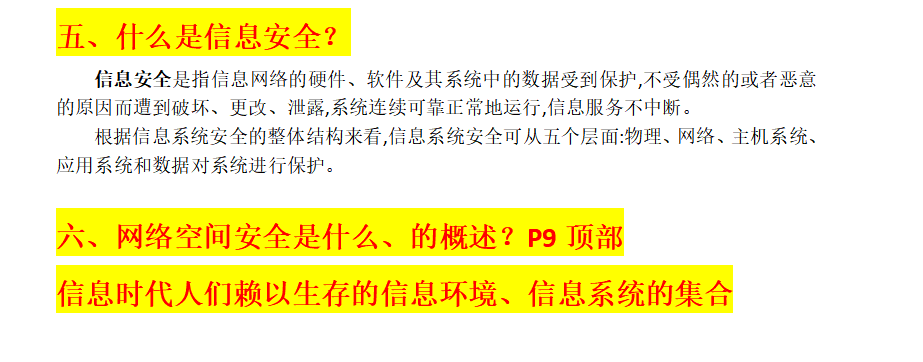 五、什么是信息安全？
信息安全是指信息网络的硬件、软件及其系统中的数据受到保护,不受偶然的或者恶意
的原因而遭到破坏、更改、泄露,系统连续可靠正常地运行,信息服务不中断。
根据信息系统安全的整体结构来看,信息系统安全可从五个层面:物理、网络、主机系统、
应用系统和数据对系统进行保护。
六、网络空间安全是什么、的概述？P9 顶部
信息时代人们赖以生存的信息环境、信息系统的集合